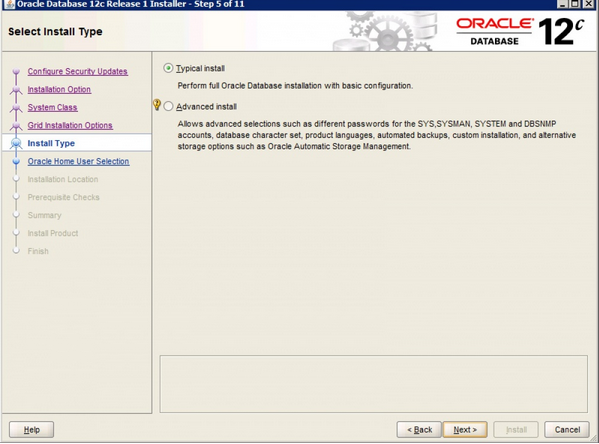 Oracle Database 12c Release 1 Installer - Step 5 of 11
Select Install Type
ORACLE
DATABASE 12c
Configure Security Updates
Installation Option
System Class
Grid Installation Options
Install Type
Oracle Home User Selection
Installation Location
Prerequisite Checks
Summary
Install Product
Finish
Typical install
Perform full Oracle Database installation with basic configuration.
Advanced install
Allows advanced selections such as different passwords for the SYS,SYSMAN, SYSTEM and DBSNMP
accounts, database character set, product languages, automated backups, custom installation, and alternative
storage options such as Oracle Automatic Storage Management.
Help
< Back
Next >
Install
Cancel